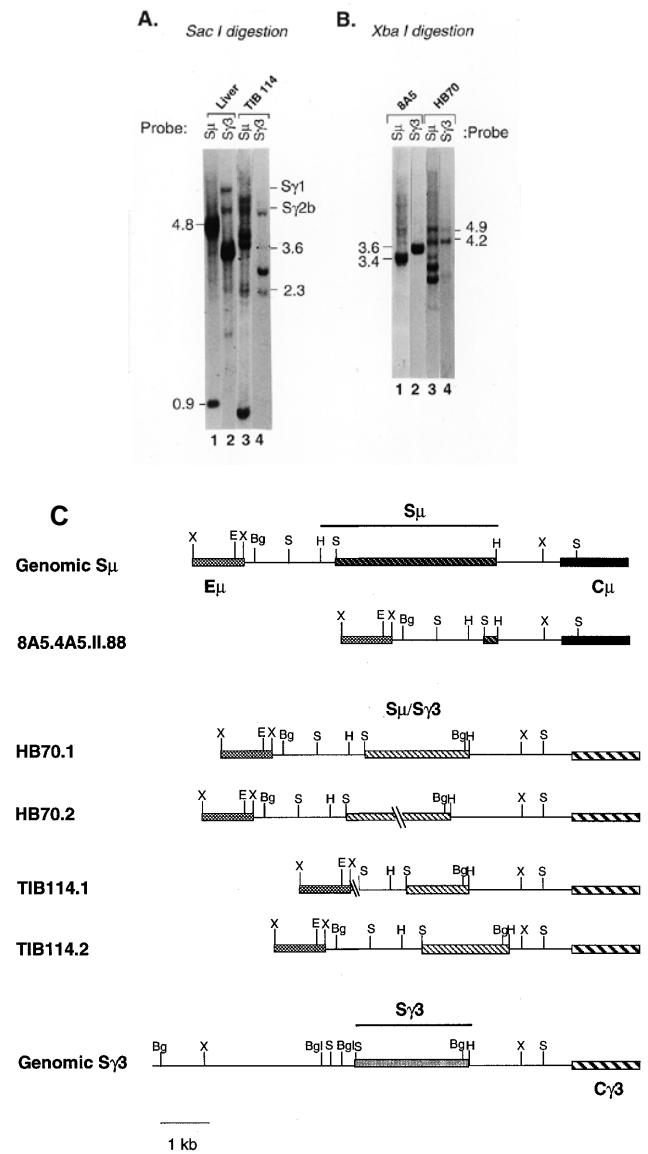 A.
Sac I digestion
Liver
TIB 114
Probe: Sμ Sγ3 Sμ Sγ3
Sγ1
Sγ2b
4.8
3.6
2.3
0.9
1 2 3 4
B.
Xba I digestion
8A5
HB70
Sμ Sγ3 Sμ Sγ3 :Probe
4.9
4.2
3.6
3.4
1 2 3 4
C
Sμ
X E X Bg S H S H X S
Genomic Sμ
Eμ
Cμ
X E X Bg S H S H X S
8A5.4A5.II.88
Sμ/Sγ3
X E X Bg S H S Bg H X S
HB70.1
X E X Bg S H S Bg H X S
HB70.2
X E X S H S Bg H X S
TIB114.1
X E X Bg S H S Bg H X S
TIB114.2
Sγ3
Bg X Bgl S Bgl S Bg H X S
Genomic Sγ3
Cγ3
1 kb